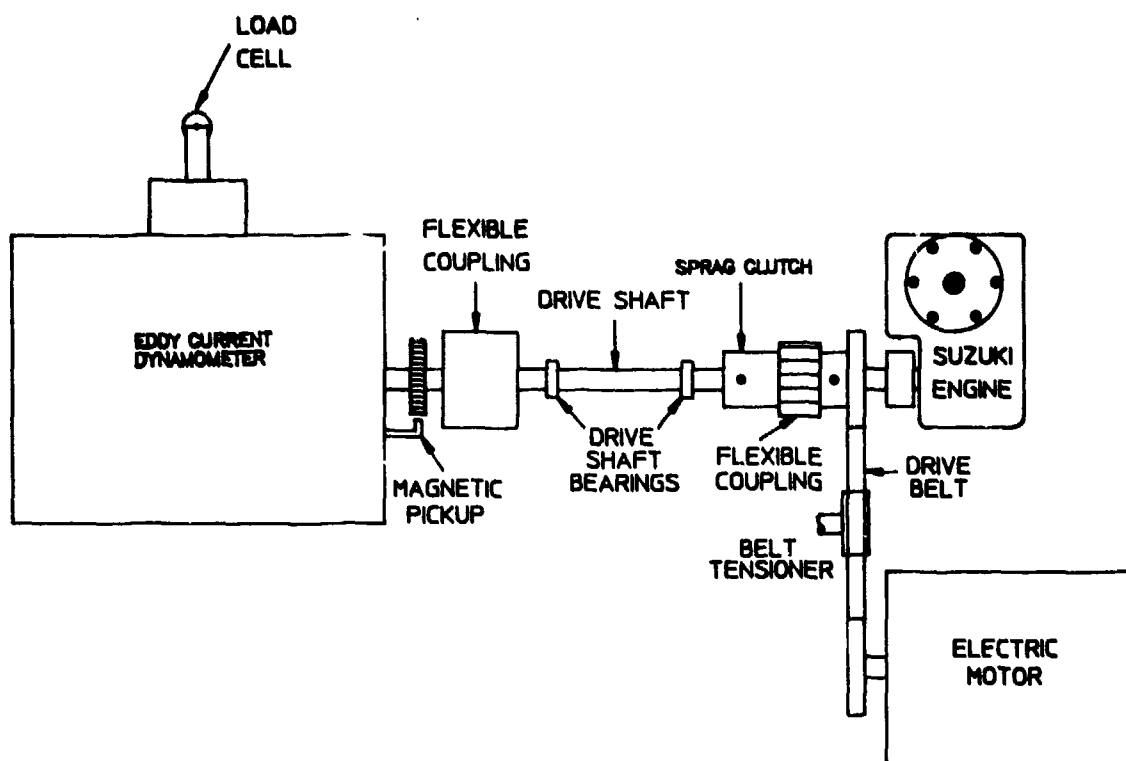 LOAD
CELL
FLEXIBLE
COUPLING
SPRAG CLUTCH
DRIVE SHAFT
EDDY CURRENT
DYNAMOMETER
SUZUKI
ENGINE
DRIVE
SHAFT
BEARINGS
FLEXIBLE
COUPLING
DRIVE
BELT
MAGNETIC
PICKUP
BELT
TENSIONER
ELECTRIC
MOTOR